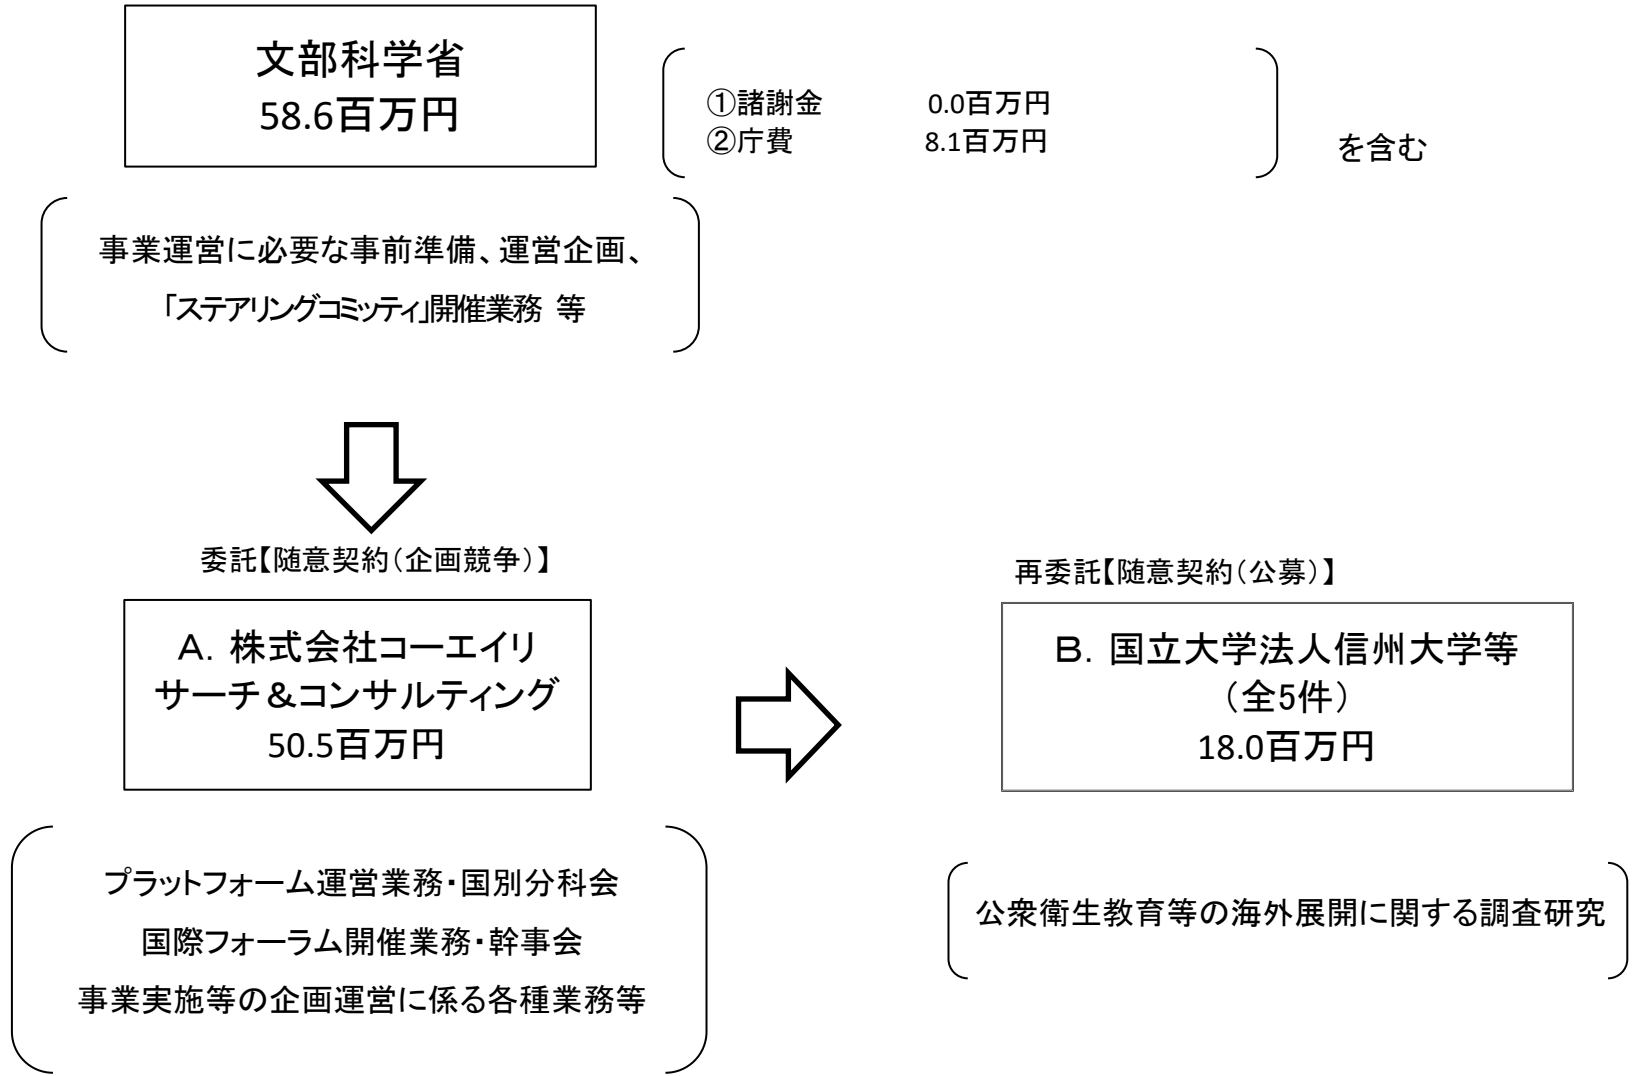 文部科学省
58.6百万円
①諸謝金 0.0百万円
②庁費 8.1百万円
を含む
事業運営に必要な事前準備、運営企画、
「ステアリングコミッティ」開催業務 等
委託【随意契約(企画競争)】
A. 株式会社コーエイリ
サーチ&コンサルティング
50.5百万円
再委託【随意契約(公募)】
B. 国立大学法人信州大学等
(全5件)
18.0百万円
プラットフォーム運営業務・国別分科会
国際フォーラム開催業務・幹事会
事業実施等の企画運営に係る各種業務等
公衆衛生教育等の海外展開に関する調査研究